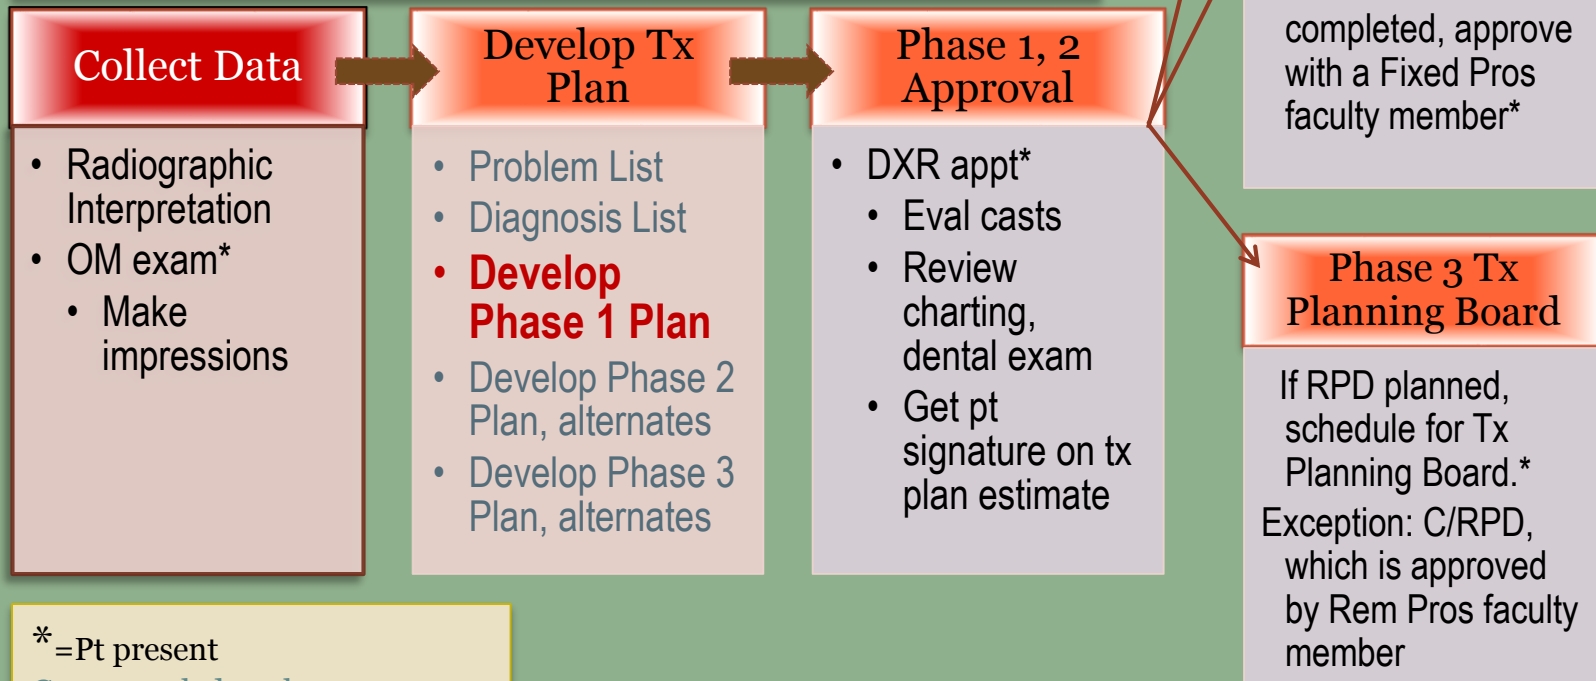 Collect Data
• Radiographic
Interpretation
• OM exam*
• Make
impressions
Develop Tx
Plan
• Problem List
• Diagnosis List
• Develop
Phase 1 Plan
• Develop Phase 2
Plan, alternates
• Develop Phase 3
Plan, alternates
Phase 1, 2
Approval
• DXR appt*
• Eval casts
• Review
charting,
dental exam
• Get pt
signature on tx
plan estimate
completed, approve
with a Fixed Pros
faculty member*
Phase 3 Tx
Planning Board
If RPD planned,
schedule for Tx
Planning Board.*
Exception: C/RPD,
which is approved
by Rem Pros faculty
member
*=Pt present